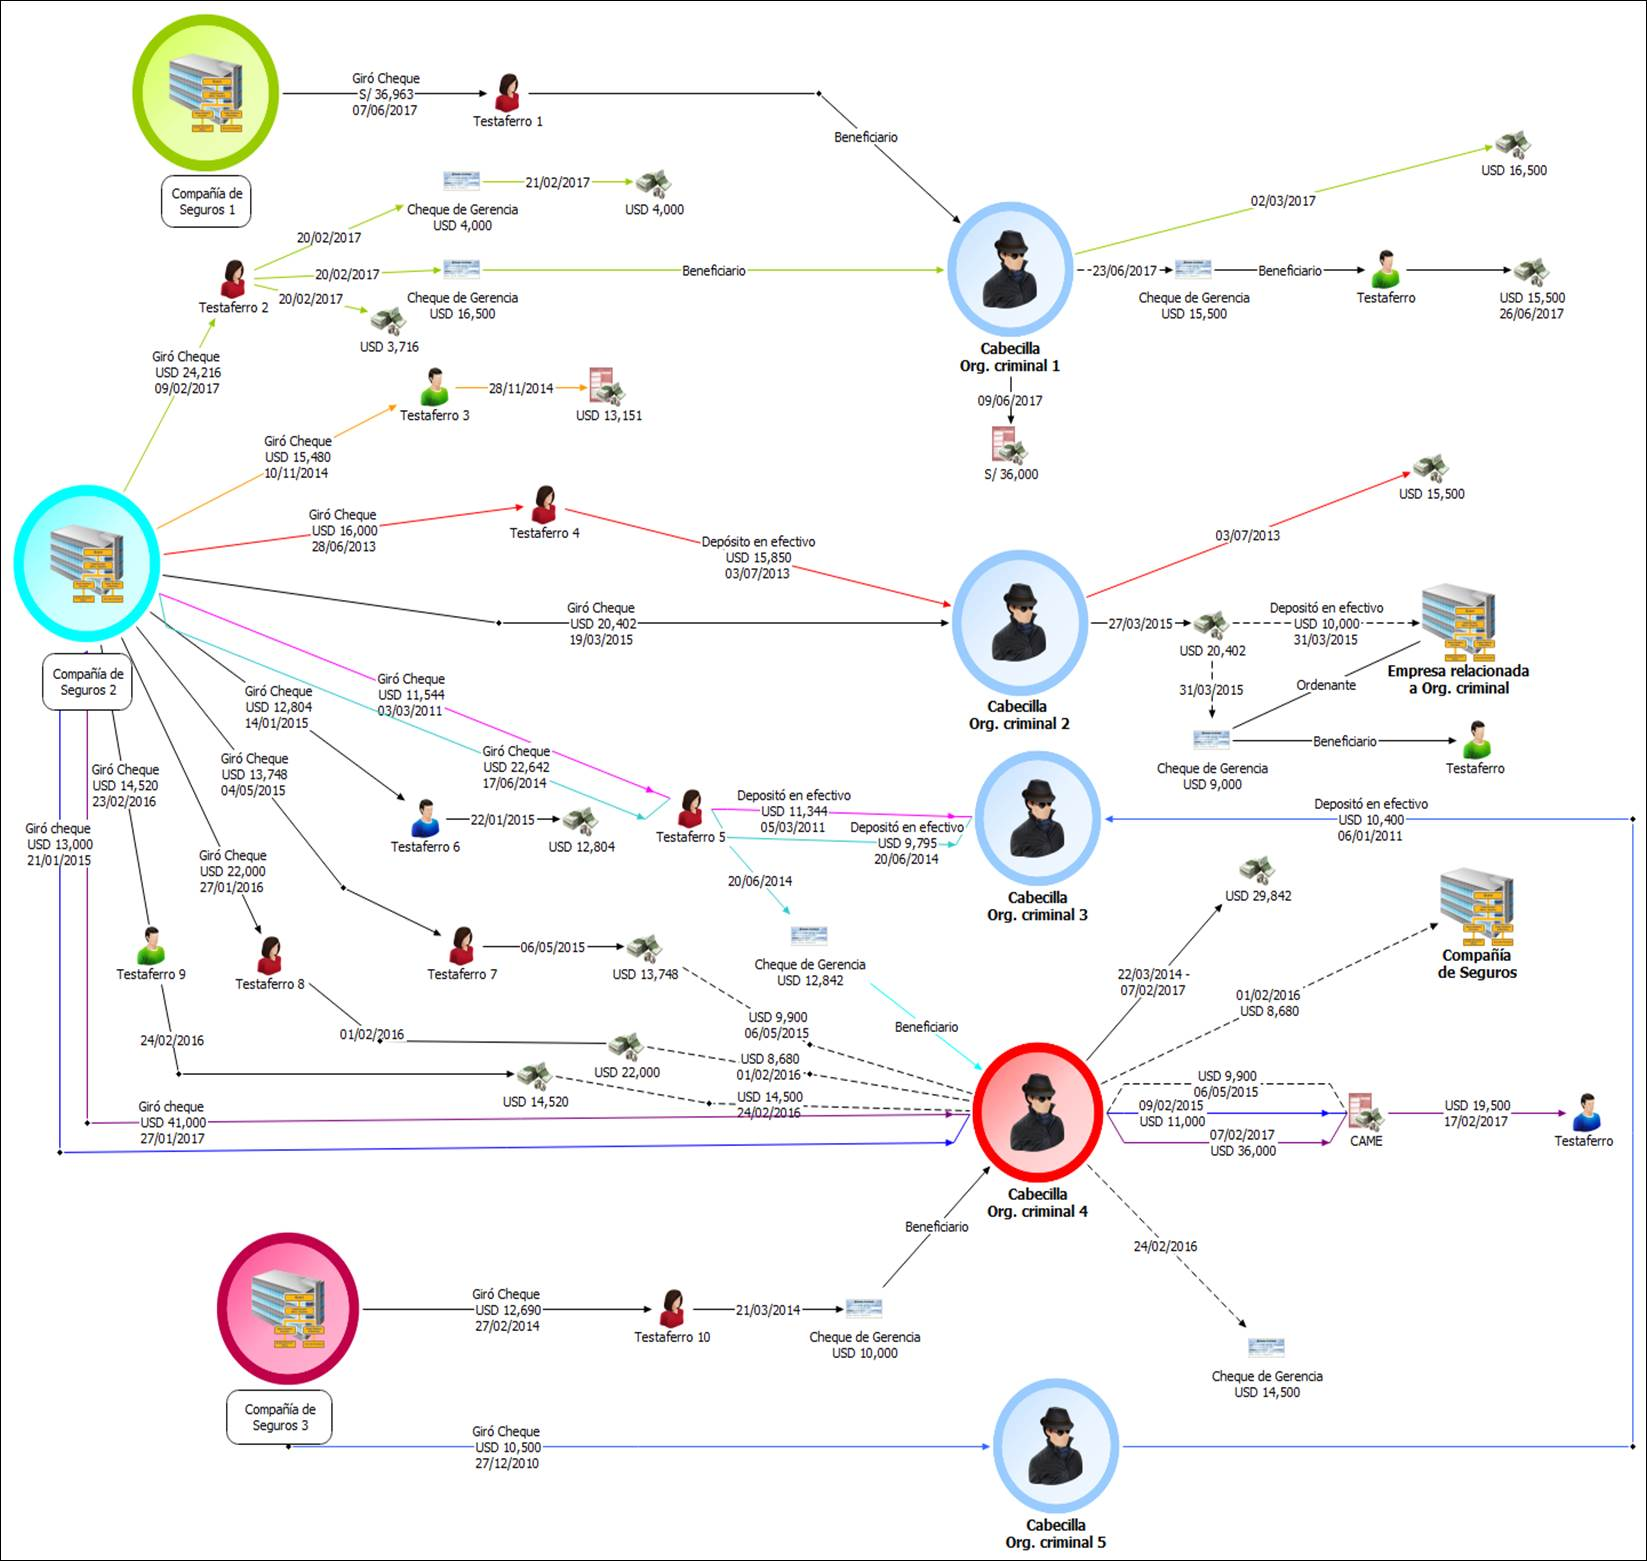 Giró Cheque
S/ 36,963
07/06/2017
Testaferro 1
Beneficiario
Compañía de
Seguros 1
21/02/2017
USD 4,000
Cheque de Gerencia
USD 4,000
20/02/2017
20/02/2017
20/02/2017
Testaferro 2
Beneficiario
Cheque de Gerencia
USD 16,500
USD 3,716
Giró Cheque
USD 24,216
09/02/2017
Cabecilla
Org. criminal 1
02/03/2017
USD 16,500
23/06/2017
Cheque de Gerencia
USD 15,500
Beneficiario
Testaferro
USD 15,500
26/06/2017
09/06/2017
S/ 36,000
Giró Cheque
USD 15,480
10/11/2014
Testaferro 3
28/11/2014
USD 13,151
Giró Cheque
USD 16,000
28/06/2013
Testaferro 4
Depósito en efectivo
USD 15,850
03/07/2013
03/07/2013
USD 15,500
Giró Cheque
USD 20,402
19/03/2015
Cabecilla
Org. criminal 2
27/03/2015
USD 20,402
Depositó en efectivo
USD 10,000
31/03/2015
Empresa relacionada
a Org. criminal
31/03/2015
Ordenante
Cheque de Gerencia
USD 9,000
Beneficiario
Testaferro
Compañía de
Seguros 2
Giró Cheque
USD 11,544
03/03/2011
Giró Cheque
USD 12,804
14/01/2015
Giró Cheque
USD 22,642
17/06/2014
Giró Cheque
USD 13,748
04/05/2015
Giró Cheque
USD 14,520
23/02/2016
Giró cheque
USD 13,000
21/01/2015
Giró Cheque
USD 22,000
27/01/2016
Testaferro 6
22/01/2015
USD 12,804
Testaferro 5
Depositó en efectivo
USD 11,344
05/03/2011
Depositó en efectivo
USD 9,795
20/06/2014
Cabecilla
Org. criminal 3
Depositó en efectivo
USD 10,400
06/01/2011
20/06/2014
Cheque de Gerencia
USD 12,842
Beneficiario
Testaferro 9
Testaferro 8
Testaferro 7
06/05/2015
USD 13,748
USD 9,900
06/05/2015
24/02/2016
01/02/2016
USD 22,000
USD 8,680
01/02/2016
USD 14,520
USD 14,500
24/02/2016
Giró cheque
USD 41,000
27/01/2017
USD 29,842
22/03/2014 -
07/02/2017
01/02/2016
USD 8,680
Compañía
de Seguros
USD 9,900
06/05/2015
09/02/2015
USD 11,000
07/02/2017
USD 36,000
CAME
USD 19,500
17/02/2017
Testaferro
Cabecilla
Org. criminal 4
24/02/2016
Cheque de Gerencia
USD 14,500
Beneficiario
Giró Cheque
USD 12,690
27/02/2014
Testaferro 10
21/03/2014
Cheque de Gerencia
USD 10,000
Compañía de
Seguros 3
Giró Cheque
USD 10,500
27/12/2010
Cabecilla
Org. criminal 5